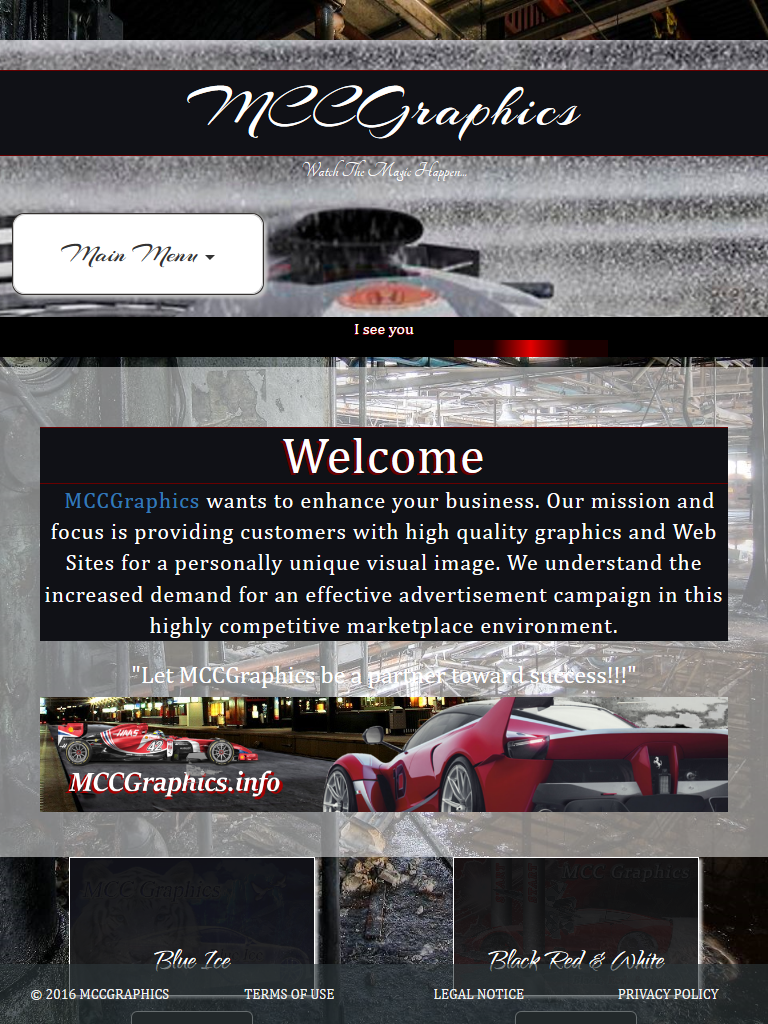 MCCGraphics
Watch The Magic Happen...
Main Menu
I see you
Welcome
MCCGraphics wants to enhance your business. Our mission and
focus is providing customers with high quality graphics and Web
Sites for a personally unique visual image. We understand the
increased demand for an effective advertisement campaign in this
highly competitive marketplace environment.
"Let MCCGraphics be a partner toward success!!!"
HAAS
42
MCCGraphics.info
MCC Graphics
MCC Graphics
Blue Ice
Black Red & White
© 2016 MCCGRAPHICS TERMS OF USE LEGAL NOTICE PRIVACY POLICY